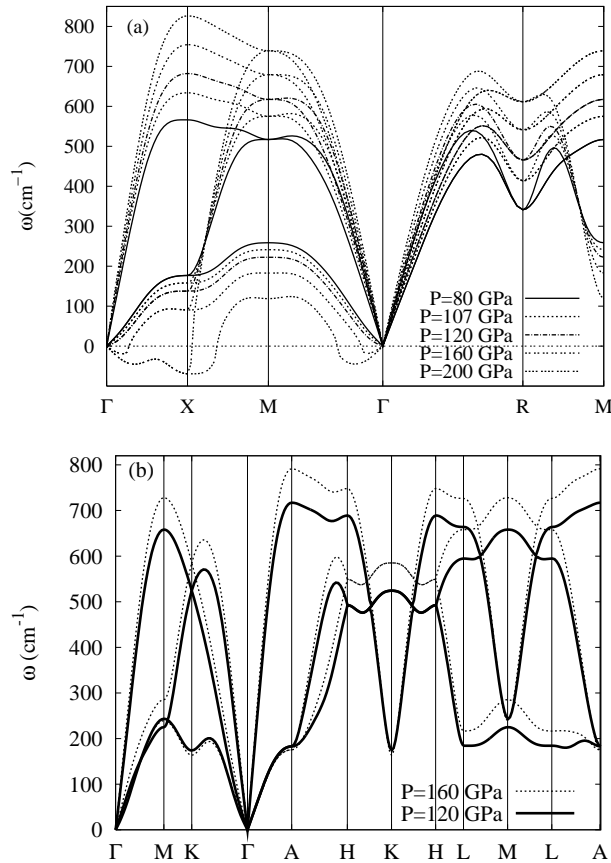 (a)
800
700
600
500
400
300
200
100
0
ω(cm⁻¹)
P=80 GPa
P=107 GPa
P=120 GPa
P=160 GPa
P=200 GPa
Γ X M Γ R M
(b)
800
700
600
500
400
300
200
100
0
ω (cm⁻¹)
P=160 GPa
P=120 GPa
Γ M K Γ A H K H L M L A